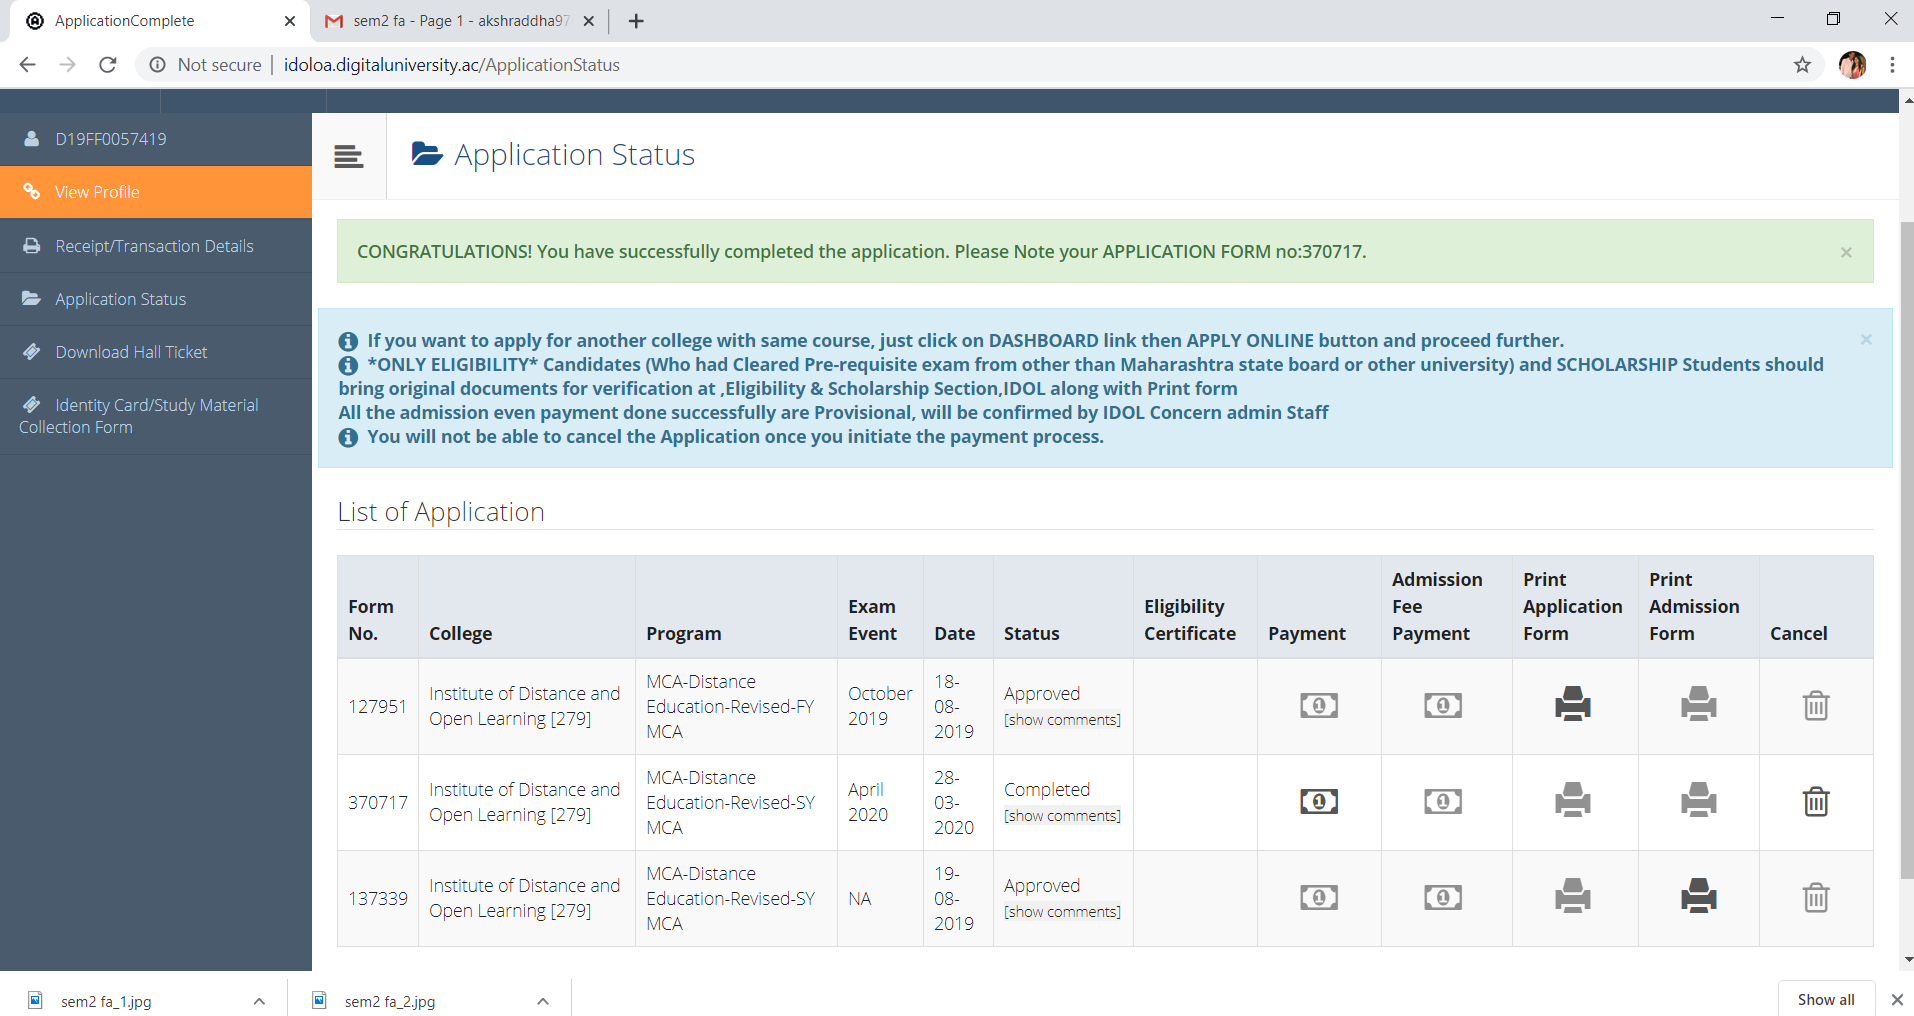 ApplicationComplete
sem2 fa - Page 1 - akshraddha97
Not secure | idoloa.digitaluniversity.ac/ApplicationStatus
D19FF0057419
View Profile
Receipt/Transaction Details
Application Status
Download Hall Ticket
Identity Card/Study Material
Collection Form
Application Status
CONGRATULATIONS! You have successfully completed the application. Please Note your APPLICATION FORM no:370717.
×
If you want to apply for another college with same course, just click on DASHBOARD link then APPLY ONLINE button and proceed further.
×
*ONLY ELIGIBILITY* Candidates (Who had Cleared Pre-requisite exam from other than Maharashtra state board or other university) and SCHOLARSHIP Students should
bring original documents for verification at ,Eligibility & Scholarship Section,IDOL along with Print form
All the admission even payment done successfully are Provisional, will be confirmed by IDOL Concern admin Staff
You will not be able to cancel the Application once you initiate the payment process.
List of Application
Form
No.
College
Program
Exam
Event
Date
Status
Eligibility
Certificate
Payment
Admission
Fee
Payment
Print
Application
Form
Print
Admission
Form
Cancel
127951
Institute of Distance and
Open Learning [279]
MCA-Distance
Education-Revised-FY
MCA
October
2019
18-
08-
2019
Approved
[show comments]
370717
Institute of Distance and
Open Learning [279]
MCA-Distance
Education-Revised-SY
MCA
April
2020
28-
03-
2020
Completed
[show comments]
137339
Institute of Distance and
Open Learning [279]
MCA-Distance
Education-Revised-SY
MCA
NA
19-
08-
2019
Approved
[show comments]
sem2 fa_1.jpg
sem2 fa_2.jpg
Show all